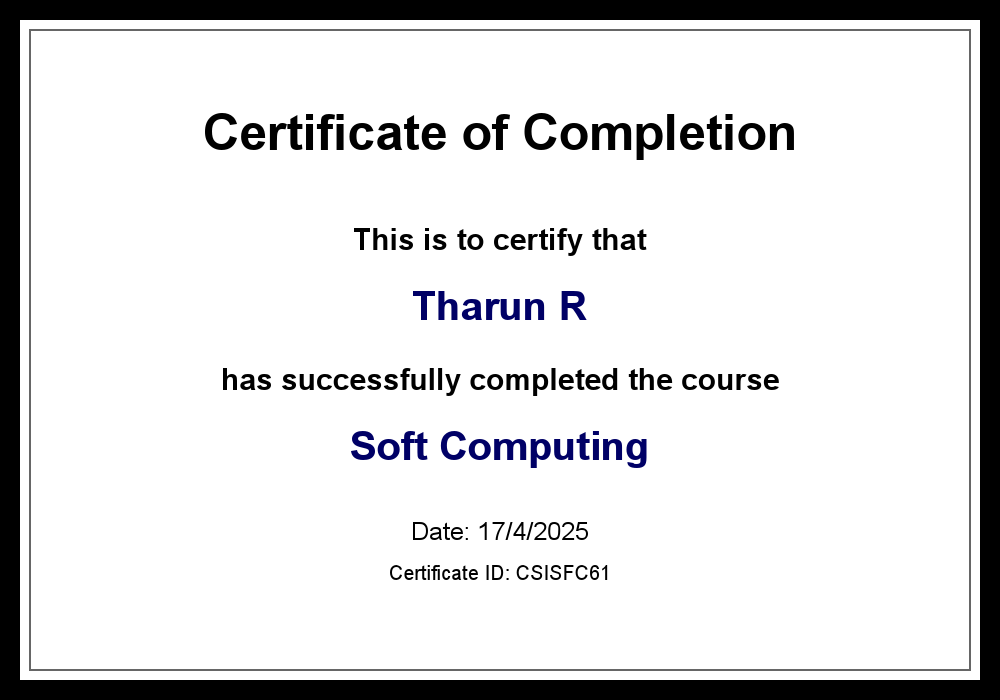 Certificate of Completion
This is to certify that
Tharun R
has successfully completed the course
Soft Computing
Date: 17/4/2025
Certificate ID: CSISFC61